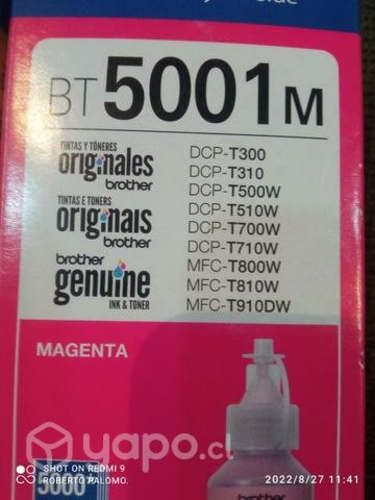 BT5001M
TINTAS Y TÓNERES
originales
brother
TINTAS E TONERS
originais
brother
brother
genuine
INK & TONER
DCP-T300
DCP-T310
DCP-T500W
DCP-T510W
DCP-T700W
DCP-T710W
MFC-T800W
MFC-T810W
MFC-T910DW
MAGENTA
yapo.cl
SHOT ON REDMI 9
ROBERTO PALOMO.
5000
brother
2022/8/27 11:41